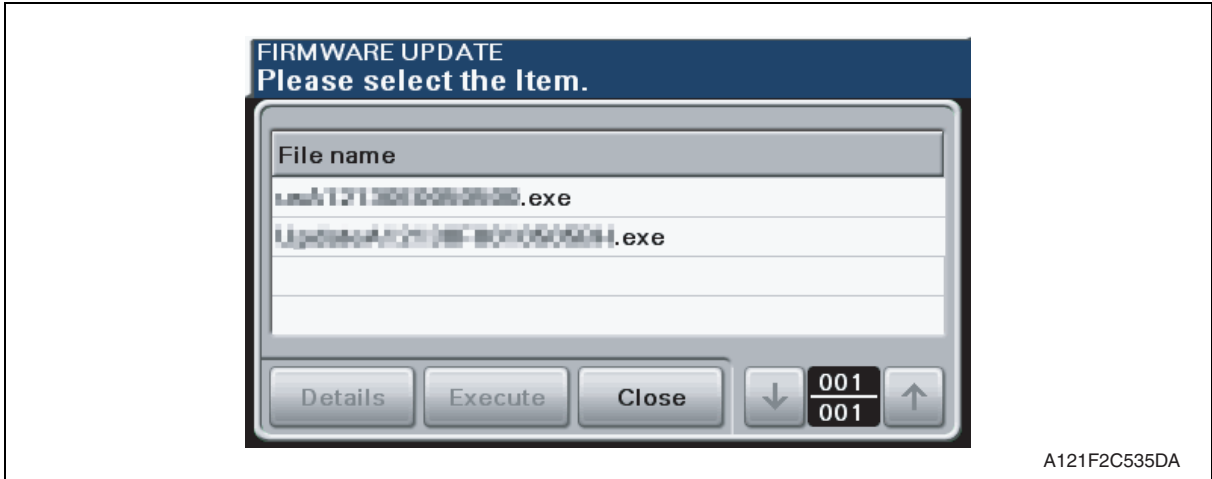 FIRMWARE UPDATE
Please select the Item.
File name
.exe
.exe
Details Execute Close 001
001
A121F2C535DA